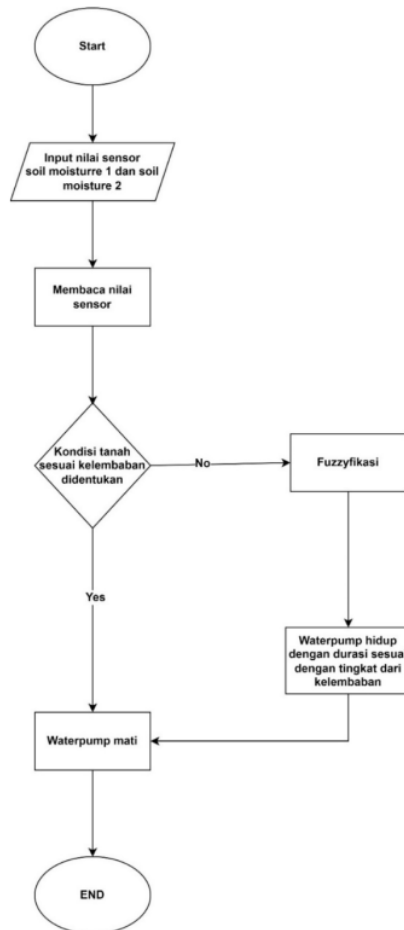 Start
Input nilai sensor
soil moisturre 1 dan soil
moisture 2
Membaca nilai
sensor
Kondisi tanah
sesuai kelembaban
didentukan
No
Fuzzyfikasi
Yes
Waterpump hidup
dengan durasi sesuai
dengan tingkat dari
kelembaban
Waterpump mati
END